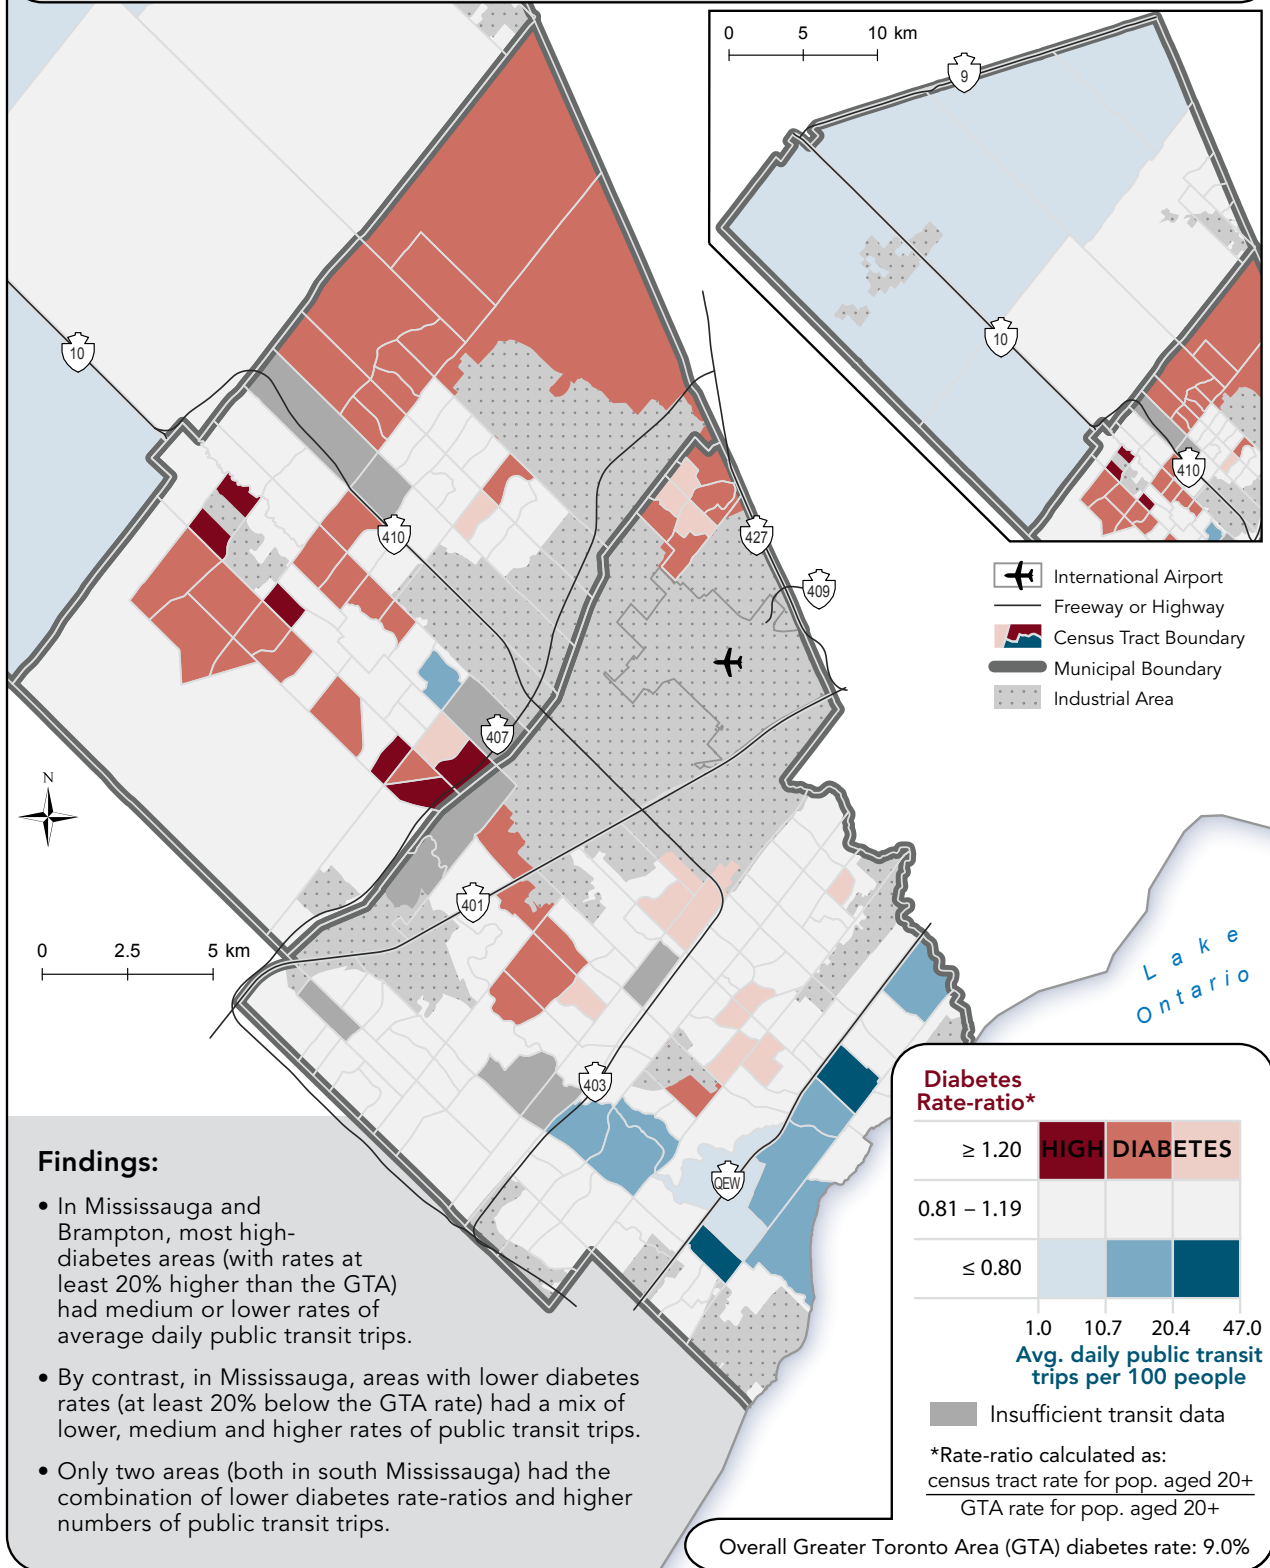 0 5 10 km
9
10
410
10
410
427
409
407
401
403
QEW
International Airport
Freeway or Highway
Census Tract Boundary
Municipal Boundary
Industrial Area
N
0 2.5 5 km
Lake
Ontario
Findings:
• In Mississauga and
Brampton, most high-
diabetes areas (with rates at
least 20% higher than the GTA)
had medium or lower rates of
average daily public transit trips.
• By contrast, in Mississauga, areas with lower diabetes
rates (at least 20% below the GTA rate) had a mix of
lower, medium and higher rates of public transit trips.
• Only two areas (both in south Mississauga) had the
combination of lower diabetes rate-ratios and higher
numbers of public transit trips.
Diabetes
Rate-ratio*
≥ 1.20 HIGH DIABETES
0.81 – 1.19
≤ 0.80
1.0 10.7 20.4 47.0
Avg. daily public transit
trips per 100 people
Insufficient transit data
*Rate-ratio calculated as:
census tract rate for pop. aged 20+
GTA rate for pop. aged 20+
Overall Greater Toronto Area (GTA) diabetes rate: 9.0%